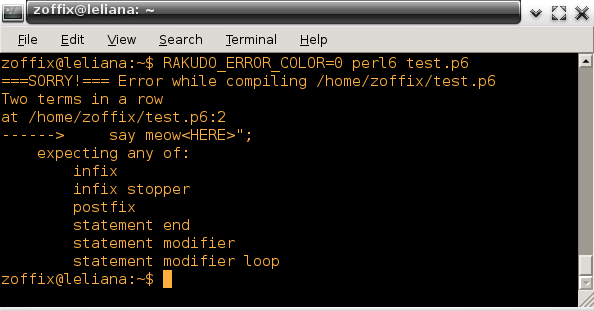 zoffix@leliana: ~
File Edit View Search Terminal Help
zoffix@leliana:~$ RAKUDO_ERROR_COLOR=0 perl6 test.p6
===SORRY!=== Error while compiling /home/zoffix/test.p6
Two terms in a row
at /home/zoffix/test.p6:2
------>     say meow<HERE>";
    expecting any of:
        infix
        infix stopper
        postfix
        statement end
        statement modifier
        statement modifier loop
zoffix@leliana:~$